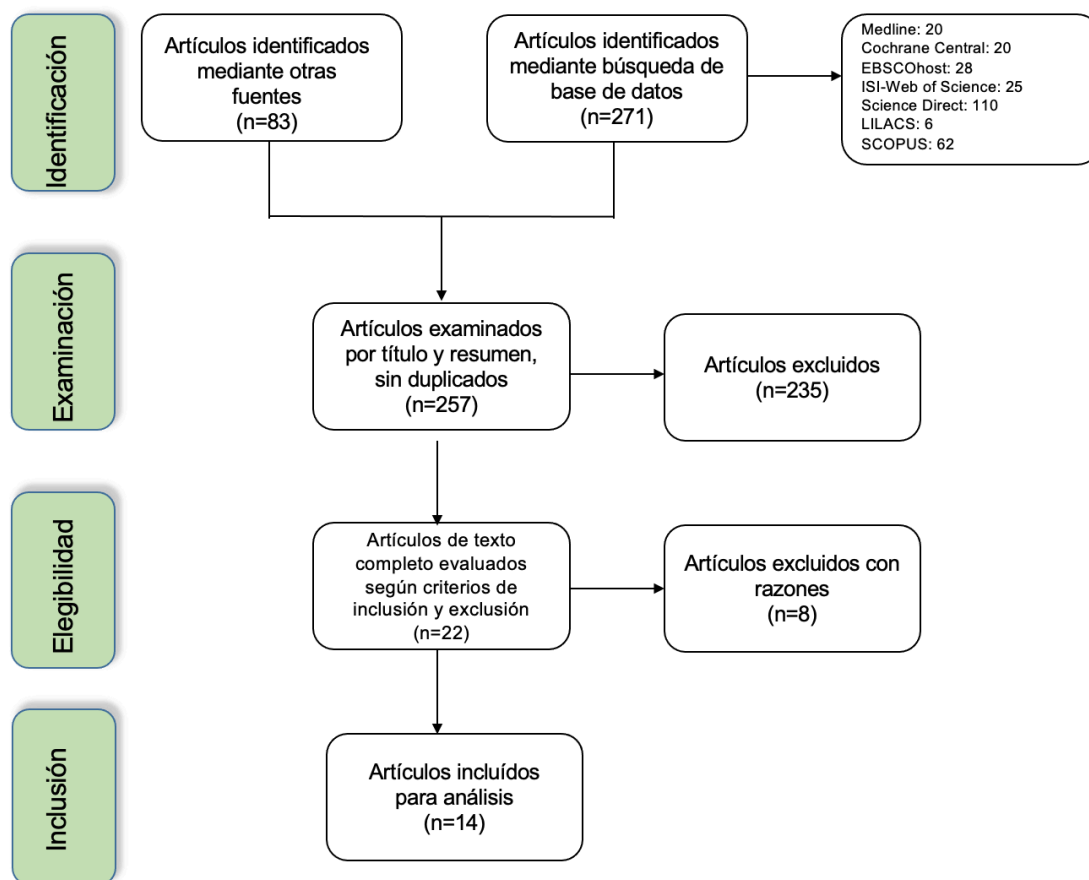 Identificación
Artículos identificados
mediante otras
fuentes
(n=83)
Artículos identificados
mediante búsqueda de
base de datos
(n=271)
Medline: 20
Cochrane Central: 20
EBSCOhost: 28
ISI-Web of Science: 25
Science Direct: 110
LILACS: 6
SCOPUS: 62
Examinación
Artículos examinados
por título y resumen,
sin duplicados
(n=257)
Artículos excluidos
(n=235)
Elegibilidad
Artículos de texto
completo evaluados
según criterios de
inclusión y exclusión
(n=22)
Artículos excluidos con
razones
(n=8)
Inclusión
Artículos incluídos
para análisis
(n=14)